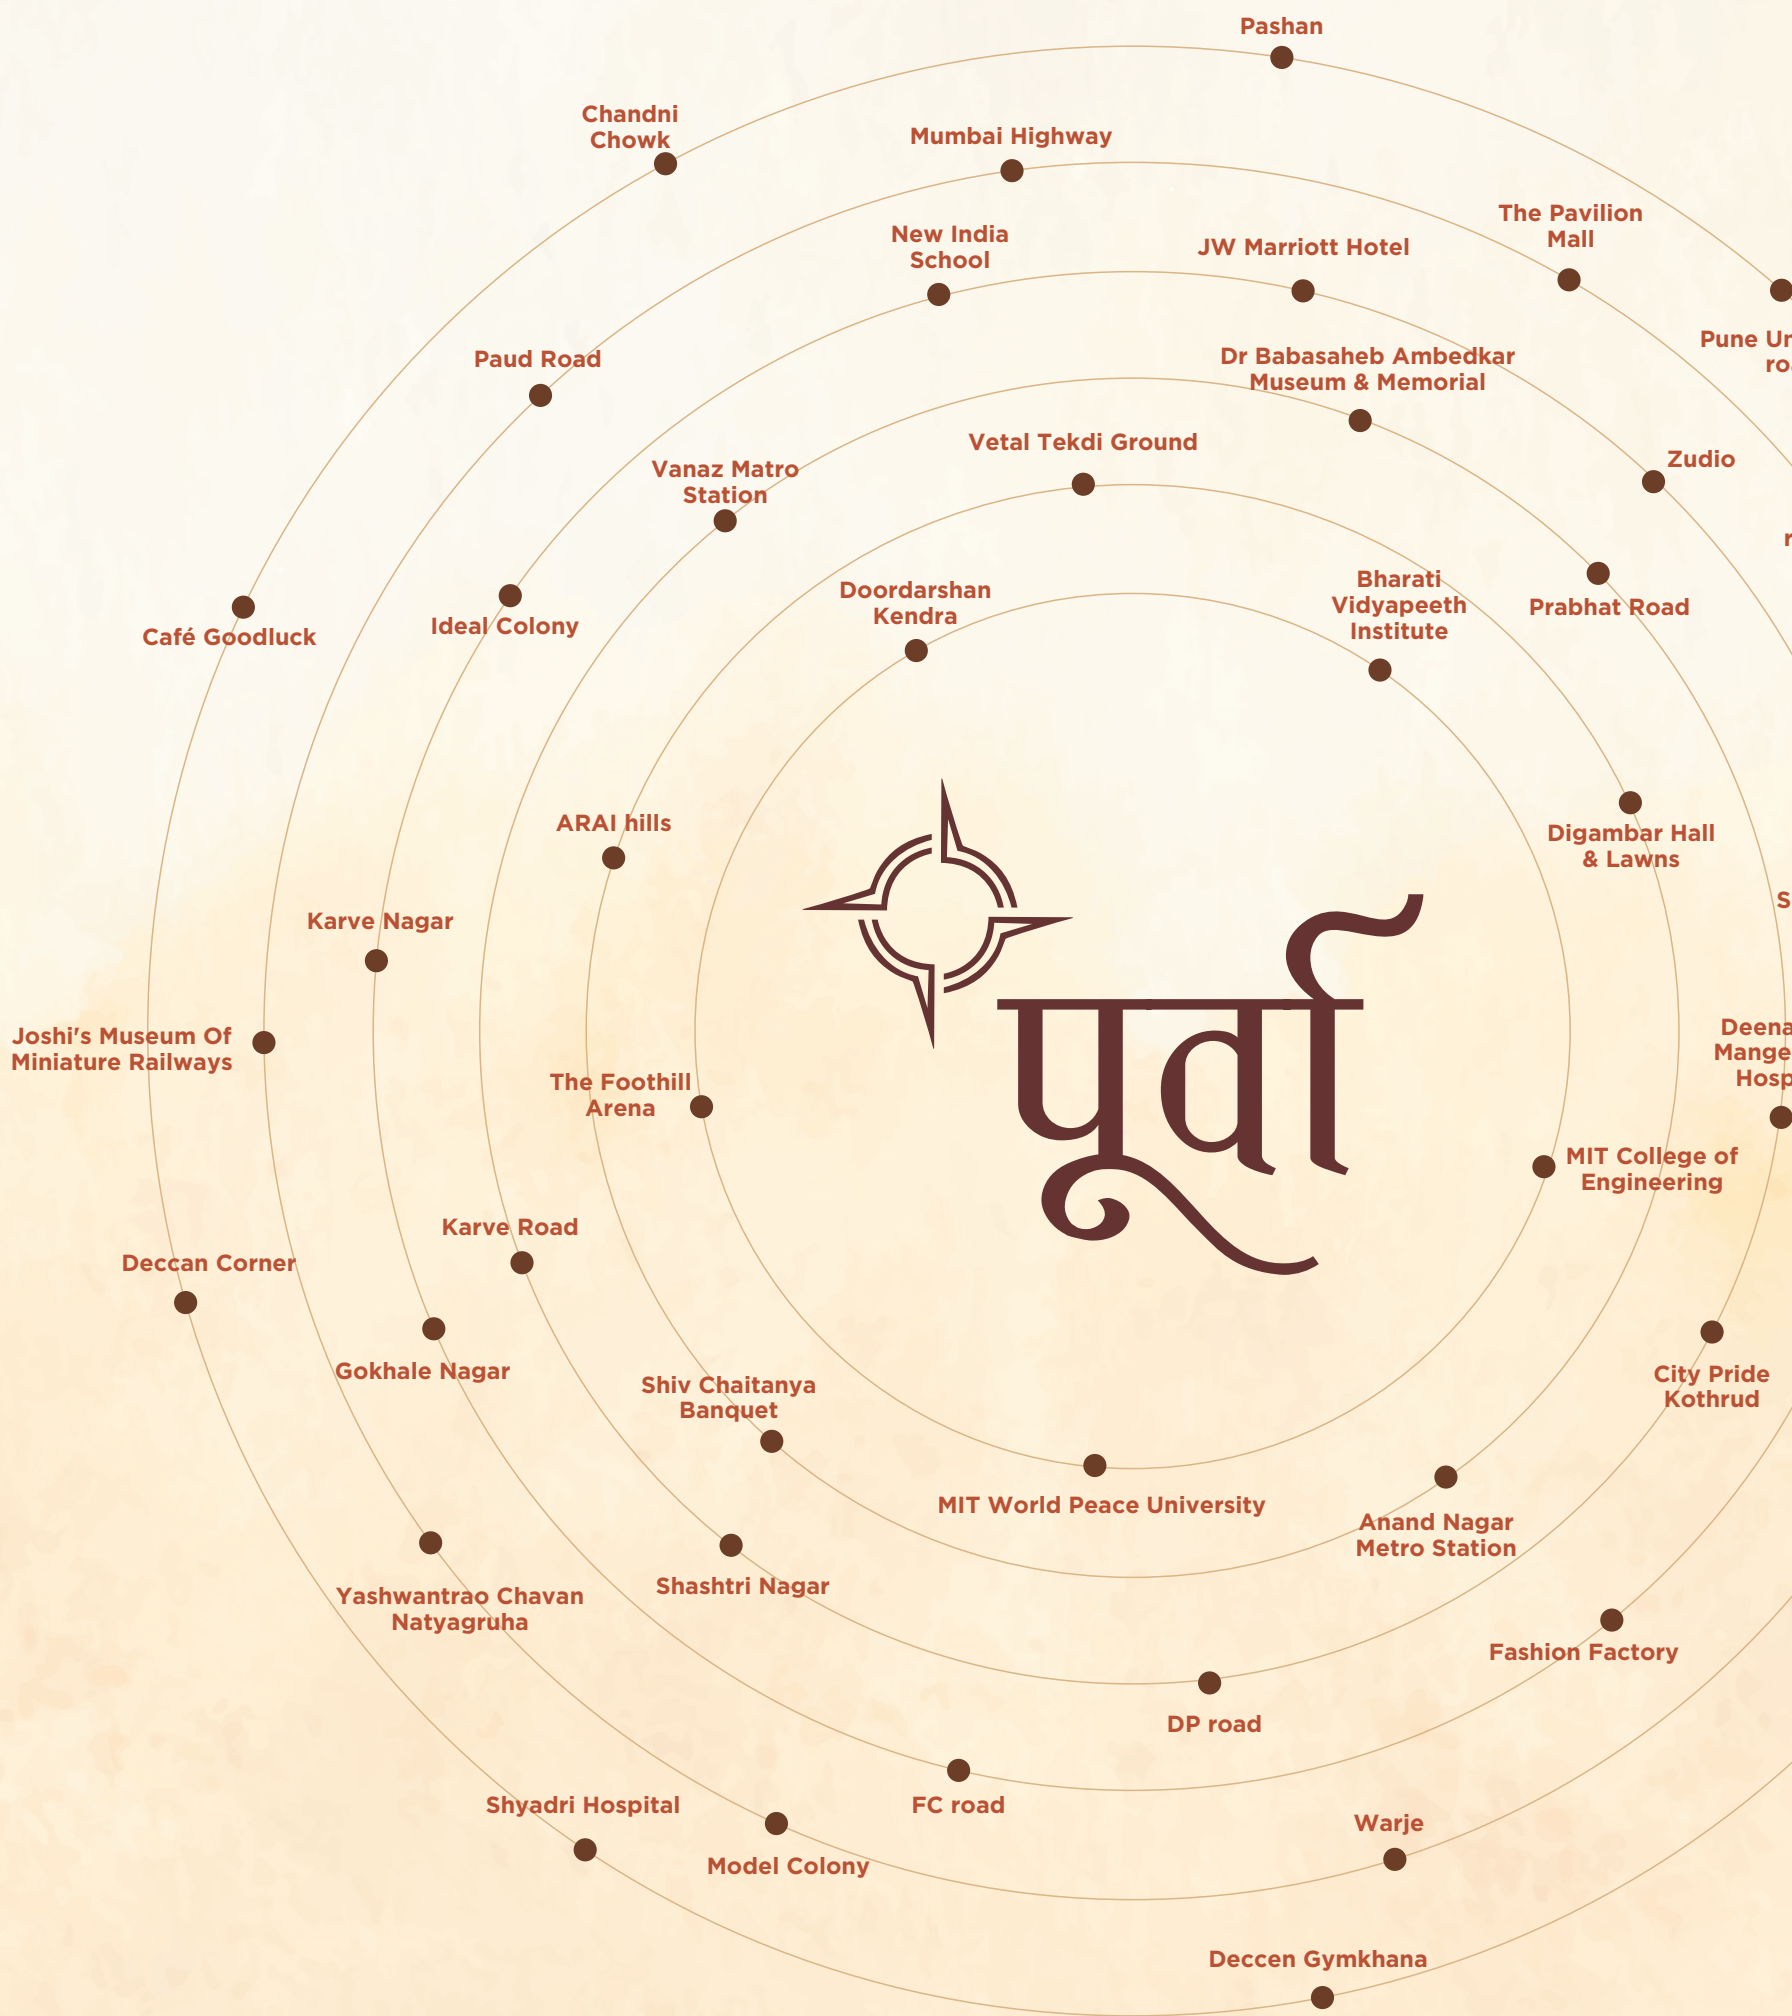 Pashan
Chandni
Chowk
Mumbai Highway
The Pavilion
Mall
New India
School
JW Marriott Hotel
Pune
Paud Road
Dr Babasaheb Ambedkar
Museum & Memorial
Vetal Tekdi Ground
Zudio
Vanaz Matro
Station
Doordarshan
Kendra
Bharati
Vidyapeeth
Institute
Prabhat Road
Café Goodluck
Ideal Colony
ARAI hills
Digambar Hall
& Lawns
Karve Nagar
पूर्वा
Joshi's Museum Of
Miniature Railways
The Foothill
Arena
MIT College of
Engineering
Karve Road
Deccan Corner
Gokhale Nagar
City Pride
Kothrud
Shiv Chaitanya
Banquet
MIT World Peace University
Anand Nagar
Metro Station
Yashwantrao Chavan
Natyagruha
Shashtri Nagar
Fashion Factory
DP road
Shyadri Hospital
FC road
Warje
Model Colony
Deccen Gymkhana